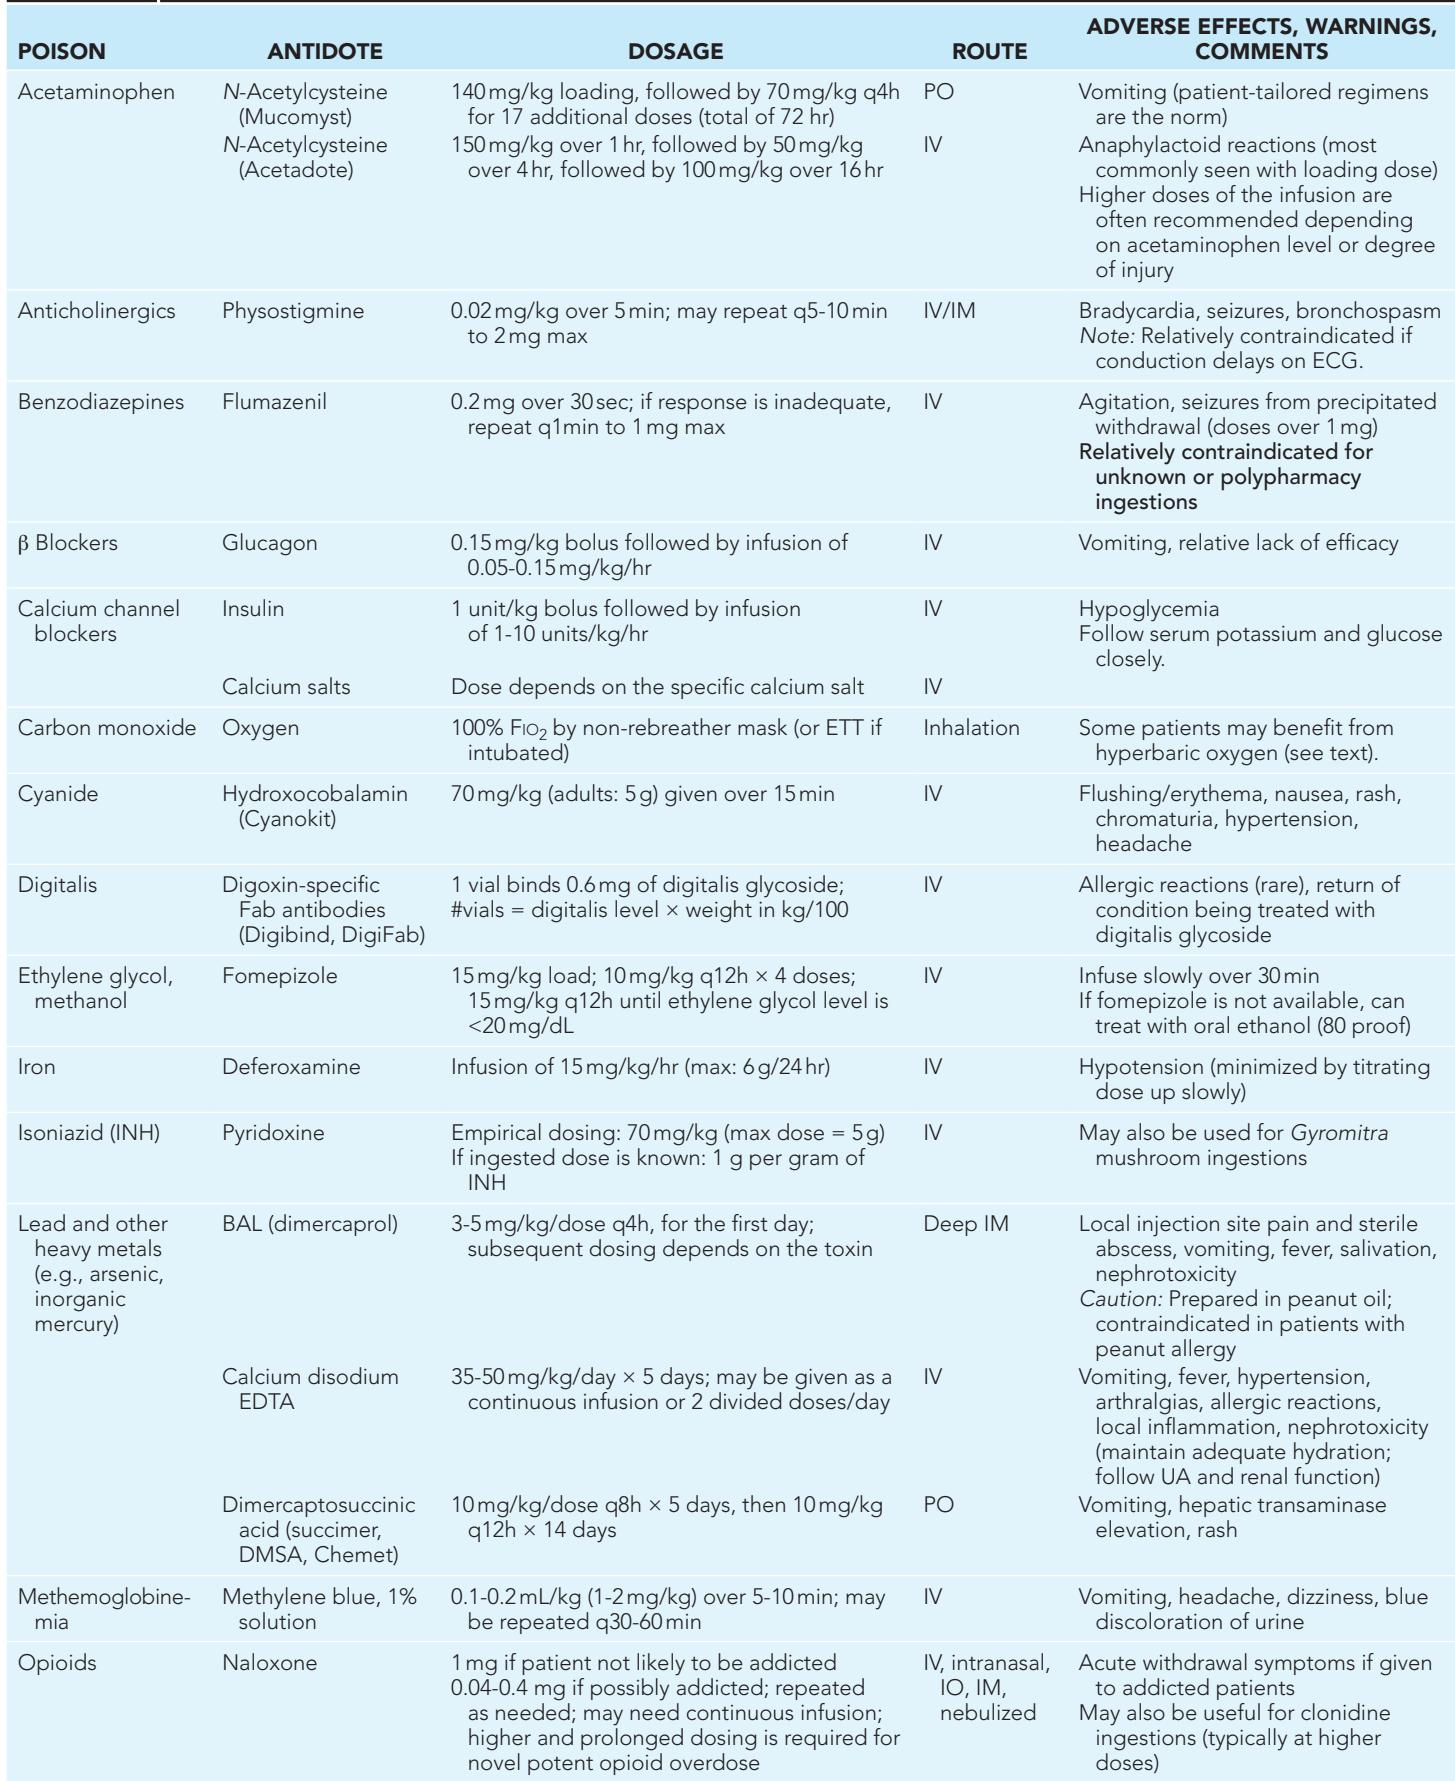 POISON
ANTIDOTE
DOSAGE
ROUTE
ADVERSE EFFECTS, WARNINGS,
COMMENTS
Acetaminophen
N-Acetylcysteine
(Mucomyst)
140 mg/kg loading, followed by 70 mg/kg q4h
for 17 additional doses (total of 72 hr)
PO
Vomiting (patient-tailored regimens
are the norm)
N-Acetylcysteine
(Acetadote)
150 mg/kg over 1 hr, followed by 50 mg/kg
over 4 hr, followed by 100 mg/kg over 16 hr
IV
Anaphylactoid reactions (most
commonly seen with loading dose)
Higher doses of the infusion are
often recommended depending
on acetaminophen level or degree
of injury
Anticholinergics
Physostigmine
0.02 mg/kg over 5 min; may repeat q5-10 min
to 2 mg max
IV/IM
Bradycardia, seizures, bronchospasm
Note: Relatively contraindicated if
conduction delays on ECG.
Benzodiazepines
Flumazenil
0.2 mg over 30 sec; if response is inadequate,
repeat q1min to 1 mg max
IV
Agitation, seizures from precipitated
withdrawal (doses over 1 mg)
Relatively contraindicated for
unknown or polypharmacy
ingestions
β Blockers
Glucagon
0.15 mg/kg bolus followed by infusion of
0.05-0.15 mg/kg/hr
IV
Vomiting, relative lack of efficacy
Calcium channel
blockers
Insulin
1 unit/kg bolus followed by infusion
of 1-10 units/kg/hr
IV
Hypoglycemia
Follow serum potassium and glucose
closely.
Calcium salts
Dose depends on the specific calcium salt
IV
Carbon monoxide
Oxygen
100% FIO₂ by non-rebreather mask (or ETT if
intubated)
Inhalation
Some patients may benefit from
hyperbaric oxygen (see text).
Cyanide
Hydroxocobalamin
(Cyanokit)
70 mg/kg (adults: 5 g) given over 15 min
IV
Flushing/erythema, nausea, rash,
chromaturia, hypertension,
headache
Digitalis
Digoxin-specific
Fab antibodies
(Digibind, DigiFab)
1 vial binds 0.6 mg of digitalis glycoside;
#vials = digitalis level × weight in kg/100
IV
Allergic reactions (rare), return of
condition being treated with
digitalis glycoside
Ethylene glycol,
methanol
Fomepizole
15 mg/kg load; 10 mg/kg q12h × 4 doses;
15 mg/kg q12h until ethylene glycol level is
<20 mg/dL
IV
Infuse slowly over 30 min
If fomepizole is not available, can
treat with oral ethanol (80 proof)
Iron
Deferoxamine
Infusion of 15 mg/kg/hr (max: 6 g/24 hr)
IV
Hypotension (minimized by titrating
dose up slowly)
Isoniazid (INH)
Pyridoxine
Empirical dosing: 70 mg/kg (max dose = 5 g)
If ingested dose is known: 1 g per gram of
INH
IV
May also be used for Gyromitra
mushroom ingestions
Lead and other
heavy metals
(e.g., arsenic,
inorganic
mercury)
BAL (dimercaprol)
3-5 mg/kg/dose q4h, for the first day;
subsequent dosing depends on the toxin
Deep IM
Local injection site pain and sterile
abscess, vomiting, fever, salivation,
nephrotoxicity
Caution: Prepared in peanut oil;
contraindicated in patients with
peanut allergy
Calcium disodium
EDTA
35-50 mg/kg/day × 5 days; may be given as a
continuous infusion or 2 divided doses/day
IV
Vomiting, fever, hypertension,
arthralgias, allergic reactions,
local inflammation, nephrotoxicity
(maintain adequate hydration;
follow UA and renal function)
Dimercaptosuccinic
acid (succimer,
DMSA, Chemet)
10 mg/kg/dose q8h × 5 days, then 10 mg/kg
q12h × 14 days
PO
Vomiting, hepatic transaminase
elevation, rash
Methemoglobine-
mia
Methylene blue, 1%
solution
0.1-0.2 mL/kg (1-2 mg/kg) over 5-10 min; may
be repeated q30-60 min
IV
Vomiting, headache, dizziness, blue
discoloration of urine
Opioids
Naloxone
1 mg if patient not likely to be addicted
0.04-0.4 mg if possibly addicted; repeated
as needed; may need continuous infusion;
higher and prolonged dosing is required for
novel potent opioid overdose
IV, intranasal,
IO, IM,
nebulized
Acute withdrawal symptoms if given
to addicted patients
May also be useful for clonidine
ingestions (typically at higher
doses)